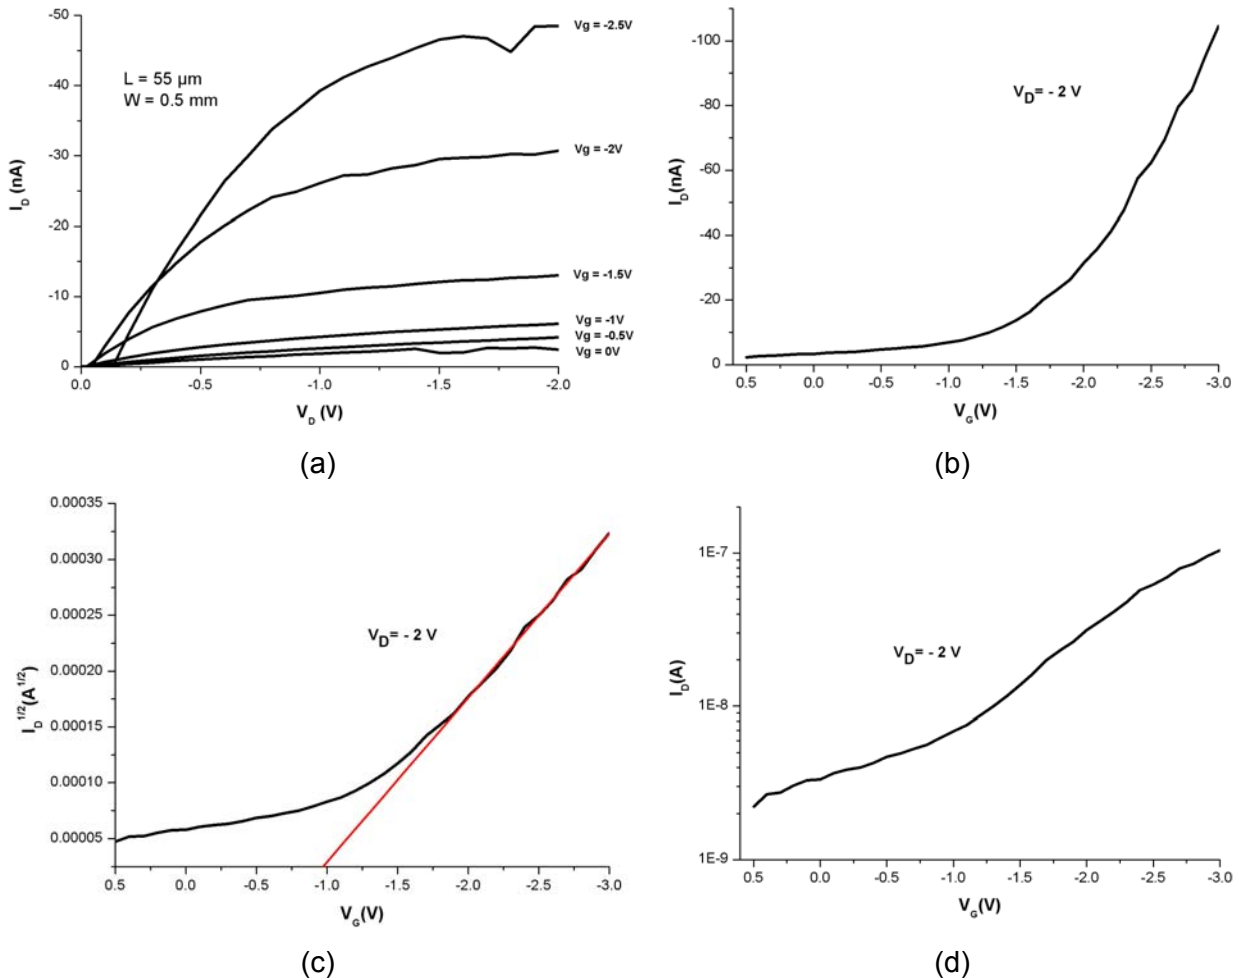 -50
-40
-30
-20
-10
0
I_D (nA)
L = 55 µm
W = 0.5 mm
Vg = -2.5V
Vg = -2V
Vg = -1.5V
Vg = -1V
Vg = -0.5V
Vg = 0V
0.0 -0.5 -1.0 -1.5 -2.0
V_D (V)
(a)
-100
-80
-60
-40
-20
0
I_D(nA)
V_D= - 2 V
0.5 0.0 -0.5 -1.0 -1.5 -2.0 -2.5 -3.0
V_G(V)
(b)
0.00035
0.00030
0.00025
0.00020
0.00015
0.00010
0.00005
I_D^1/2(A^1/2)
V_D= - 2 V
0.5 0.0 -0.5 -1.0 -1.5 -2.0 -2.5 -3.0
V_G(V)
(c)
1E-7
1E-8
1E-9
I_D(A)
V_D= - 2 V
0.5 0.0 -0.5 -1.0 -1.5 -2.0 -2.5 -3.0
V_G(V)
(d)